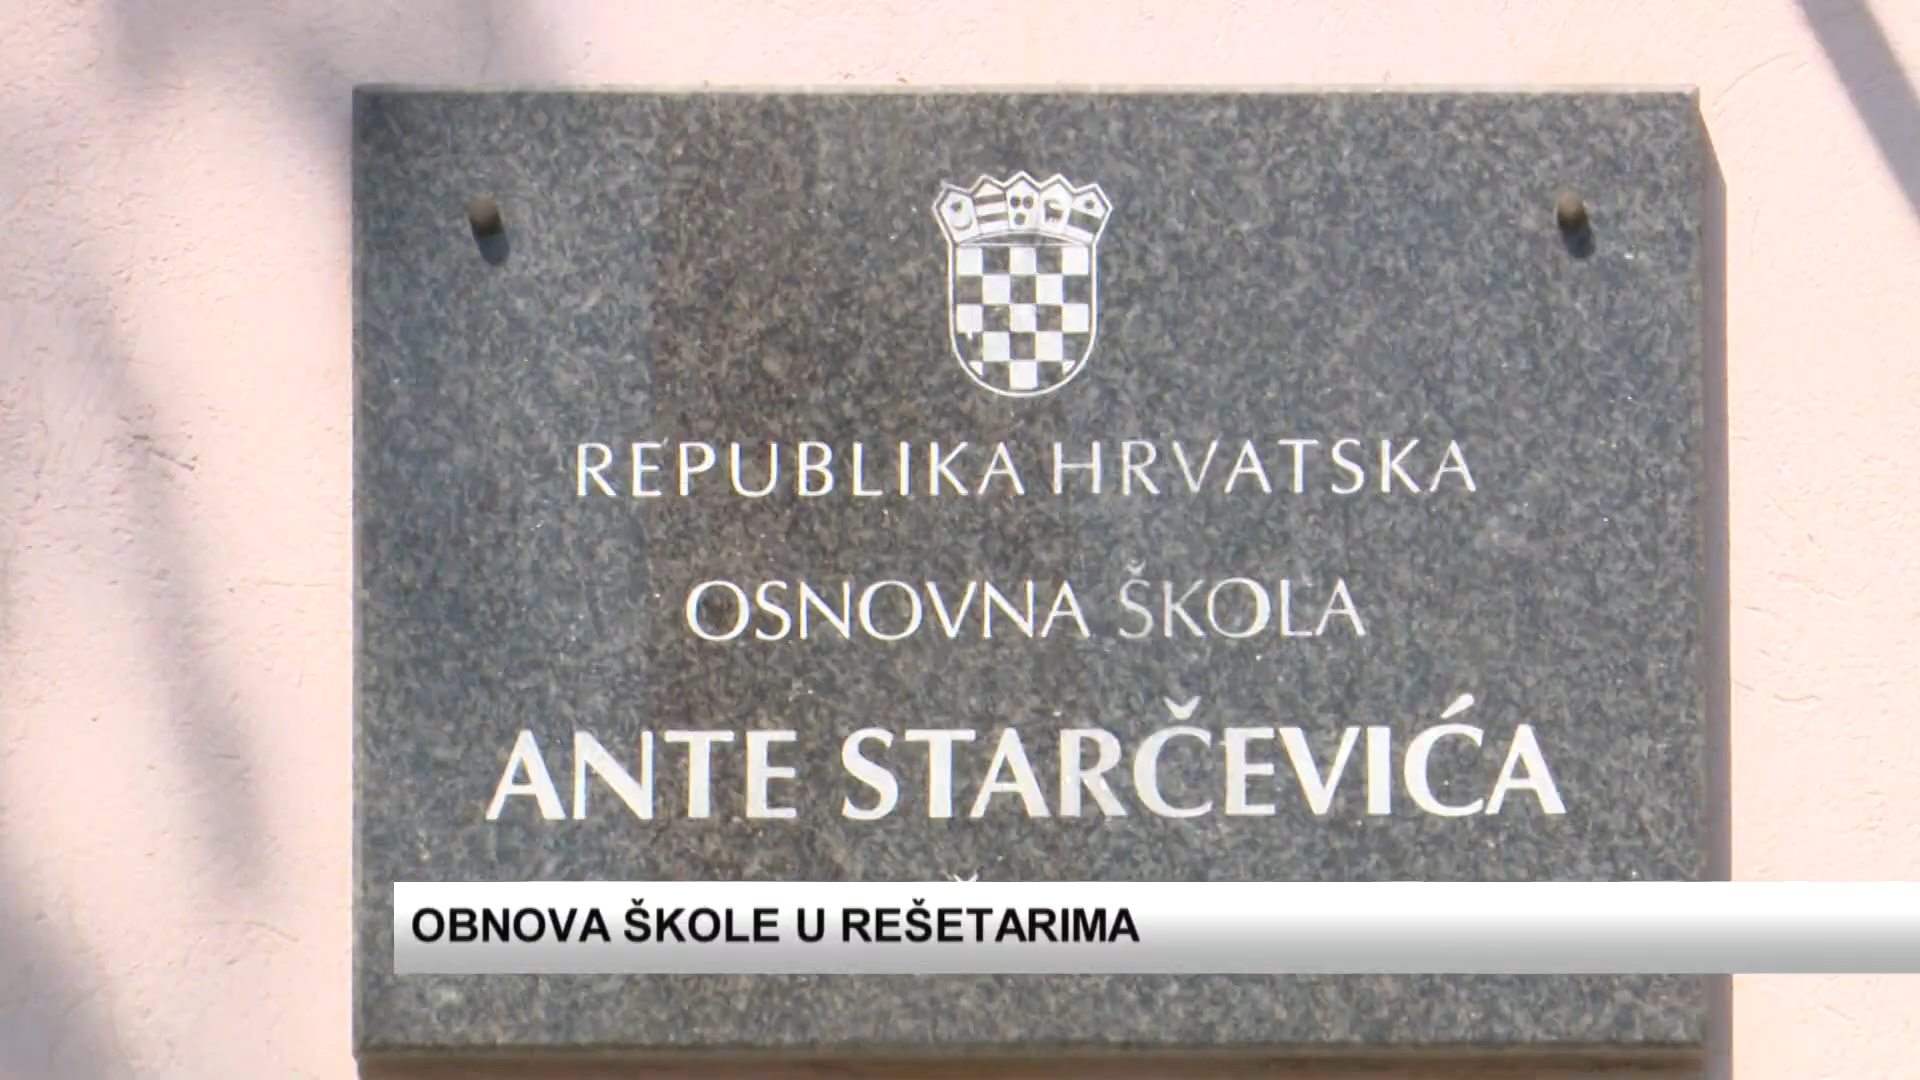 REPUBLIKA HRVATSKA
OSNOVNA ŠKOLA
ANTE STARČEVIĆA
OBNOVA ŠKOLE U REŠETARIMA